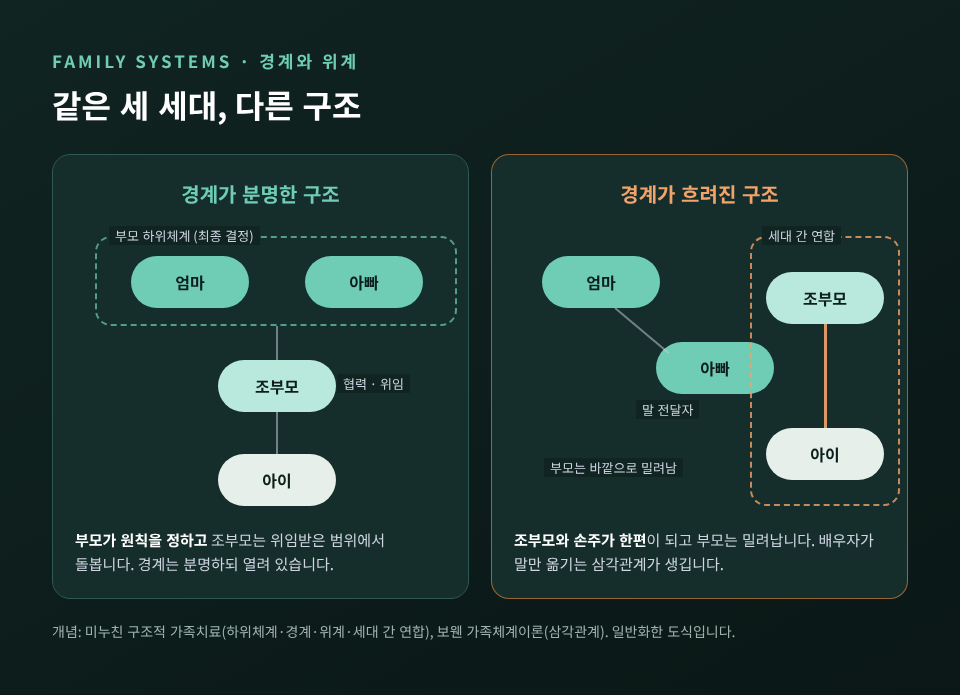 FAMILY SYSTEMS · 경계와 위계
같은 세 세대, 다른 구조
경계가 분명한 구조
부모 하위체계 (최종 결정)
엄마
아빠
조부모
협력 · 위임
아이
부모가 원칙을 정하고 조부모는 위임받은 범위에서
돌봅니다. 경계는 분명하되 열려 있습니다.
경계가 흐려진 구조
세대 간 연합
엄마
조부모
아빠
말 전달자
아이
부모는 바깥으로 밀려남
조부모와 손주가 한편이 되고 부모는 밀려납니다. 배우자가
말만 옮기는 삼각관계가 생깁니다.
개념: 미누친 구조적 가족치료(하위체계·경계·위계·세대 간 연합), 보웬 가족체계이론(삼각관계). 일반화한 도식입니다.